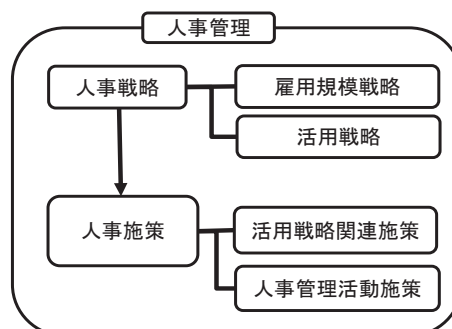 人事管理
人事戦略
雇用規模戦略
活用戦略
人事施策
活用戦略関連施策
人事管理活動施策